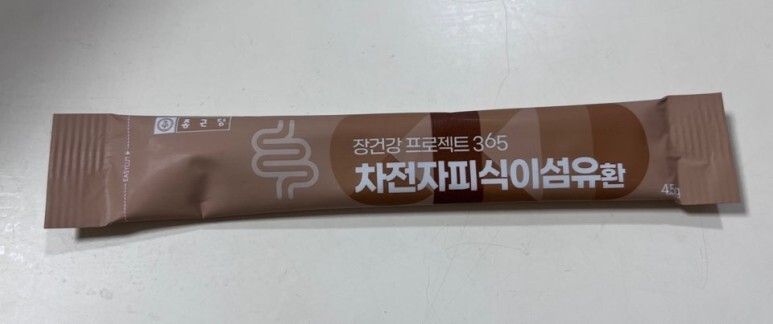 EASYCUT
종근당
장건강 프로젝트 365
차전자피식이섬유환
4.5g